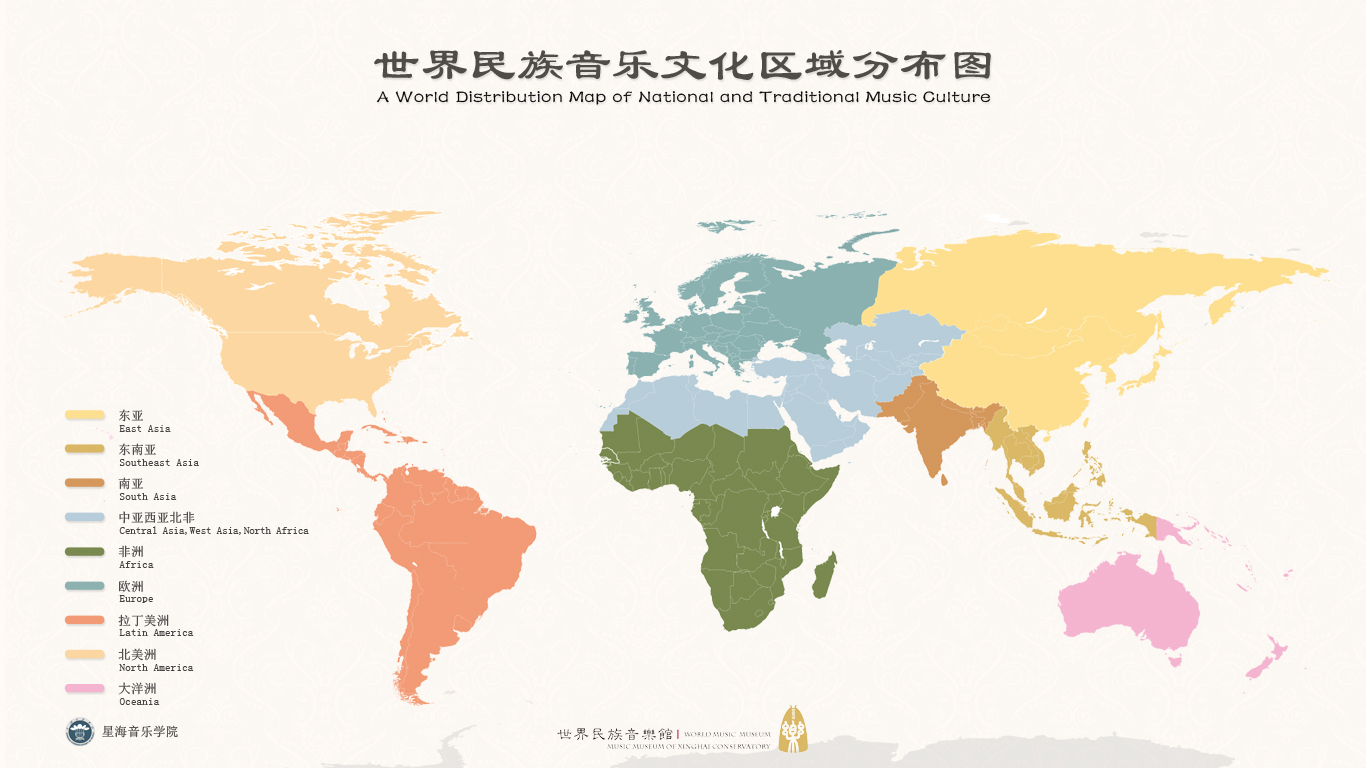 世界民族音乐文化区域分布图
A World Distribution Map of National and Traditional Music Culture
东亚
East Asia
东南亚
Southeast Asia
南亚
South Asia
中亚西亚北非
Central Asia,West Asia,North Africa
非洲
Africa
欧洲
Europe
拉丁美洲
Latin America
北美洲
North America
大洋洲
Oceania
星海音乐学院
世界民族音樂館 | WORLD MUSIC MUSEUM
MUSIC MUSEUM OF XINGHAI CONSERVATORY